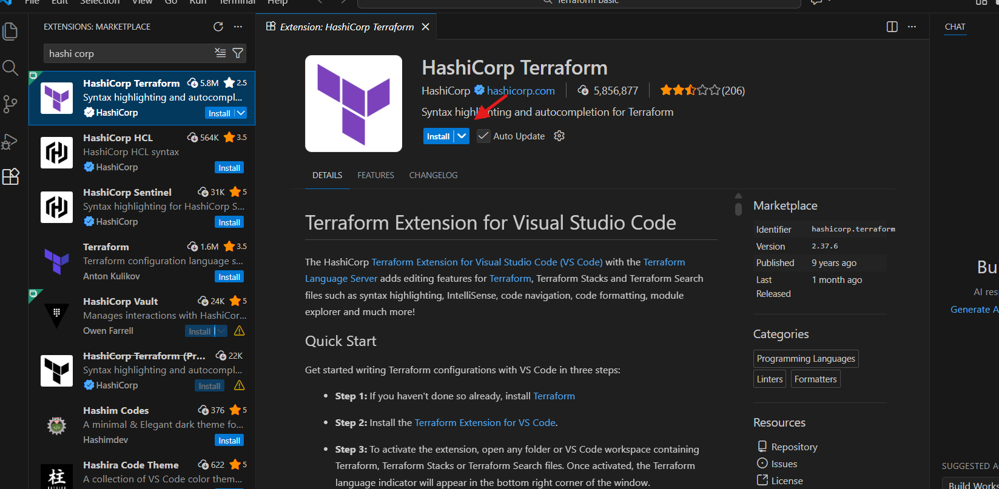 File Edit Selection View Go Run Terminal Help
terraform basic
EXTENSIONS: MARKETPLACE
hashi corp
HashiCorp Terraform 5.8M 2.5
Syntax highlighting and autocompl...
HashiCorp Install
HashiCorp HCL 564K 3.5
HashiCorp HCL syntax
HashiCorp Install
HashiCorp Sentinel 31K 5
Syntax highlighting for HashiCorp S...
HashiCorp Install
Terraform 1.6M 3.5
Terraform configuration language s...
Anton Kulikov Install
HashiCorp Vault 24K 5
Manages interactions with HashiCor...
Owen Farrell Install
HashiCorp Terraform (Pr... 22K
Syntax highlighting and autocompl...
HashiCorp Install
Hashim Codes 376 5
A minimal & Elegant dark theme fo...
Hashimdev Install
Hashira Code Theme 622 5
A collection of VS Code color them...
柱
Extension: HashiCorp Terraform
HashiCorp Terraform
HashiCorp hashicorp.com 5,856,877 (206)
Syntax highlighting and autocompletion for Terraform
Install Auto Update
DETAILS FEATURES CHANGELOG
Terraform Extension for Visual Studio Code
The HashiCorp Terraform Extension for Visual Studio Code (VS Code) with the Terraform
Language Server adds editing features for Terraform, Terraform Stacks and Terraform Search
files such as syntax highlighting, IntelliSense, code navigation, code formatting, module
explorer and much more!
Quick Start
Get started writing Terraform configurations with VS Code in three steps:
• Step 1: If you haven't done so already, install Terraform
• Step 2: Install the Terraform Extension for VS Code.
• Step 3: To activate the extension, open any folder or VS Code workspace containing
Terraform, Terraform Stacks or Terraform Search files. Once activated, the Terraform
language indicator will appear in the bottom right corner of the window.
Marketplace
Identifier hashicorp.terraform
Version 2.37.6
Published 9 years ago
Last 1 month ago
Released
Categories
Programming Languages
Linters Formatters
Resources
Repository
Issues
License
CHAT
Bu
AI res
Generate A
SUGGESTED A
Build Works